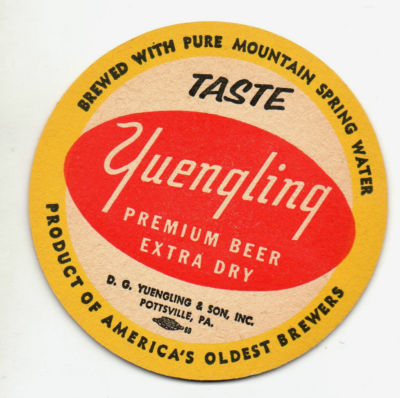 BREWED WITH PURE MOUNTAIN SPRING WATER
TASTE
Yuengling
PREMIUM BEER
EXTRA DRY
D. G. YUENGLING & SON, INC.
POTTSVILLE, PA.
PRODUCT OF AMERICA'S OLDEST BREWERS